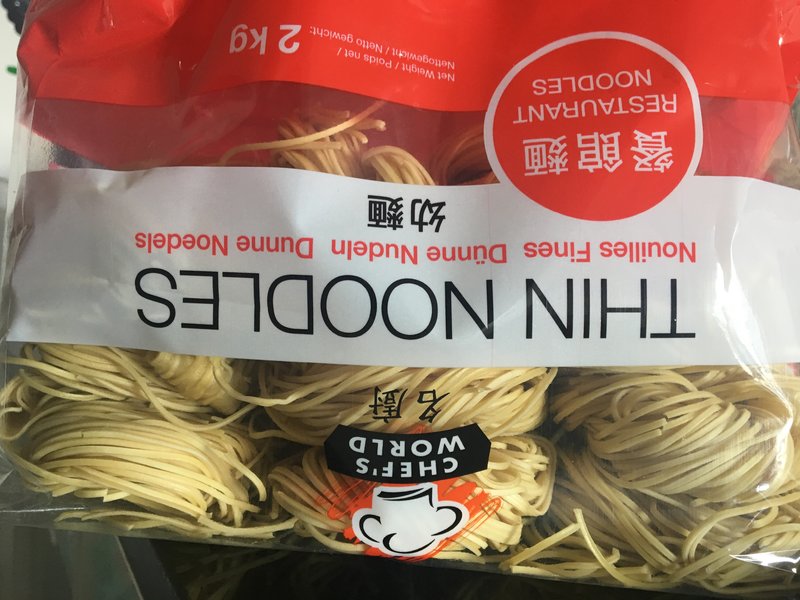 CHEF'S
WORLD
名廚
THIN NOODLES
Nouilles Fines Dünne Nudeln Dunne Noedels
幼麵
餐館麵
RESTAURANT
NOODLES
Net Weight / Poids net /
Nettogewicht / Netto gewicht:
2 kg